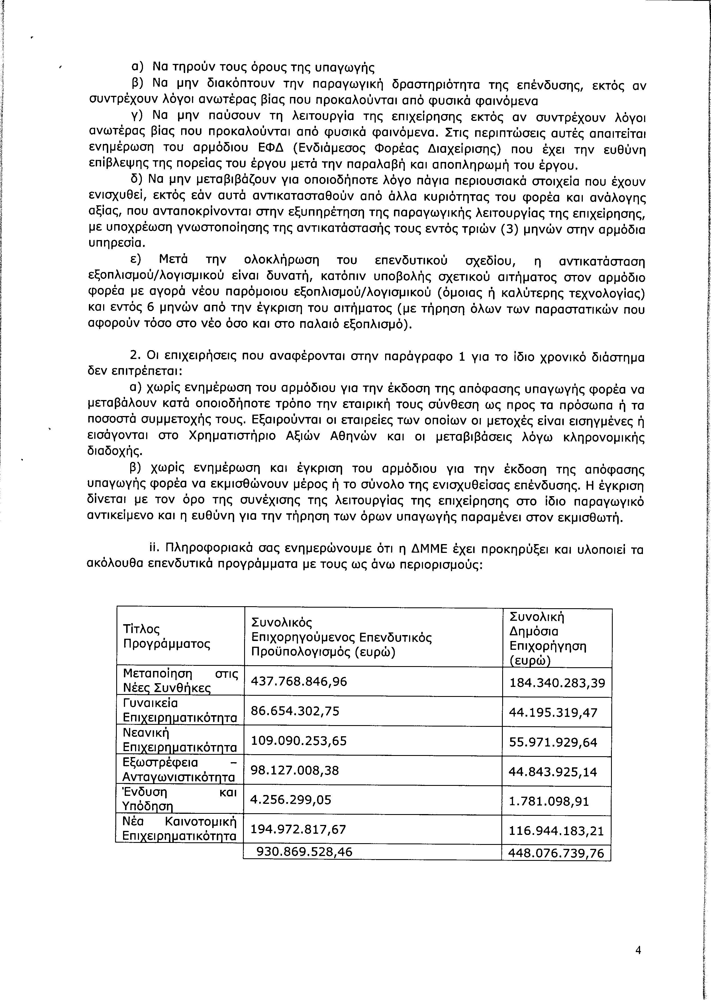 α) Να τηρούν τους όρους της υπαγωγής
β) Να μην διακόπτουν την παραγωγική δραστηριότητα της επένδυσης, εκτός αν
συντρέχουν λόγοι ανωτέρας βίας που προκαλούνται από φυσικά φαινόμενα
γ) Να μην παύσουν τη λειτουργία της επιχείρησης εκτός αν συντρέχουν λόγοι
ανωτέρας βίας που προκαλούνται από φυσικά φαινόμενα. Στις περιπτώσεις αυτές απαιτείται
ενημέρωση του αρμόδιου ΕΦΔ (Ενδιάμεσος Φορέας Διαχείρισης) που έχει την ευθύνη
επίβλεψης της πορείας του έργου μετά την παραλαβή και αποπληρωμή του έργου.
δ) Να μην μεταβιβάζουν για οποιοδήποτε λόγο πάγια περιουσιακά στοιχεία που έχουν
ενισχυθεί, εκτός εάν αυτά αντικατασταθούν από άλλα κυριότητας του φορέα και ανάλογης
αξίας, που ανταποκρίνονται στην εξυπηρέτηση της παραγωγικής λειτουργίας της επιχείρησης,
με υποχρέωση γνωστοποίησης της αντικατάστασής τους εντός τριών (3) μηνών στην αρμόδια
υπηρεσία.
ε) Μετά την ολοκλήρωση του επενδυτικού σχεδίου, η αντικατάσταση
εξοπλισμού/λογισμικού είναι δυνατή, κατόπιν υποβολής σχετικού αιτήματος στον αρμόδιο
φορέα με αγορά νέου παρόμοιου εξοπλισμού/λογισμικού (όμοιας ή καλύτερης τεχνολογίας)
και εντός 6 μηνών από την έγκριση του αιτήματος (με τήρηση όλων των παραστατικών που
αφορούν τόσο στο νέο όσο και στο παλαιό εξοπλισμό).
2. Οι επιχειρήσεις που αναφέρονται στην παράγραφο 1 για το ίδιο χρονικό διάστημα
δεν επιτρέπεται:
α) χωρίς ενημέρωση του αρμόδιου για την έκδοση της απόφασης υπαγωγής φορέα να
μεταβάλουν κατά οποιοδήποτε τρόπο την εταιρική τους σύνθεση ως προς τα πρόσωπα ή τα
ποσοστά συμμετοχής τους. Εξαιρούνται οι εταιρείες των οποίων οι μετοχές είναι εισηγμένες ή
εισάγονται στο Χρηματιστήριο Αξιών Αθηνών και οι μεταβιβάσεις λόγω κληρονομικής
διαδοχής.
β) χωρίς ενημέρωση και έγκριση του αρμόδιου για την έκδοση της απόφασης
υπαγωγής φορέα να εκμισθώνουν μέρος ή το σύνολο της ενισχυθείσας επένδυσης. Η έγκριση
δίνεται με τον όρο της συνέχισης της λειτουργίας της επιχείρησης στο ίδιο παραγωγικό
αντικείμενο και η ευθύνη για την τήρηση των όρων υπαγωγής παραμένει στον εκμισθωτή.
ii. Πληροφοριακά σας ενημερώνουμε ότι η ΔΜΜΕ έχει προκηρύξει και υλοποιεί τα
ακόλουθα επενδυτικά προγράμματα με τους ως άνω περιορισμούς:
Τίτλος
Προγράμματος
Συνολικός
Επιχορηγούμενος Επενδυτικός
Προϋπολογισμός (ευρώ)
Συνολική
Δημόσια
Επιχορήγηση
(ευρώ)
Μεταποίηση στις
Νέες Συνθήκες
437.768.846,96
184.340.283,39
Γυναικεία
Επιχειρηματικότητα
86.654.302,75
44.195.319,47
Νεανική
Επιχειρηματικότητα
109.090.253,65
55.971.929,64
Εξωστρέφεια –
Ανταγωνιστικότητα
98.127.008,38
44.843.925,14
Ένδυση και
Υπόδηση
4.256.299,05
1.781.098,91
Νέα Καινοτομική
Επιχειρηματικότητα
194.972.817,67
116.944.183,21
930.869.528,46
448.076.739,76
4